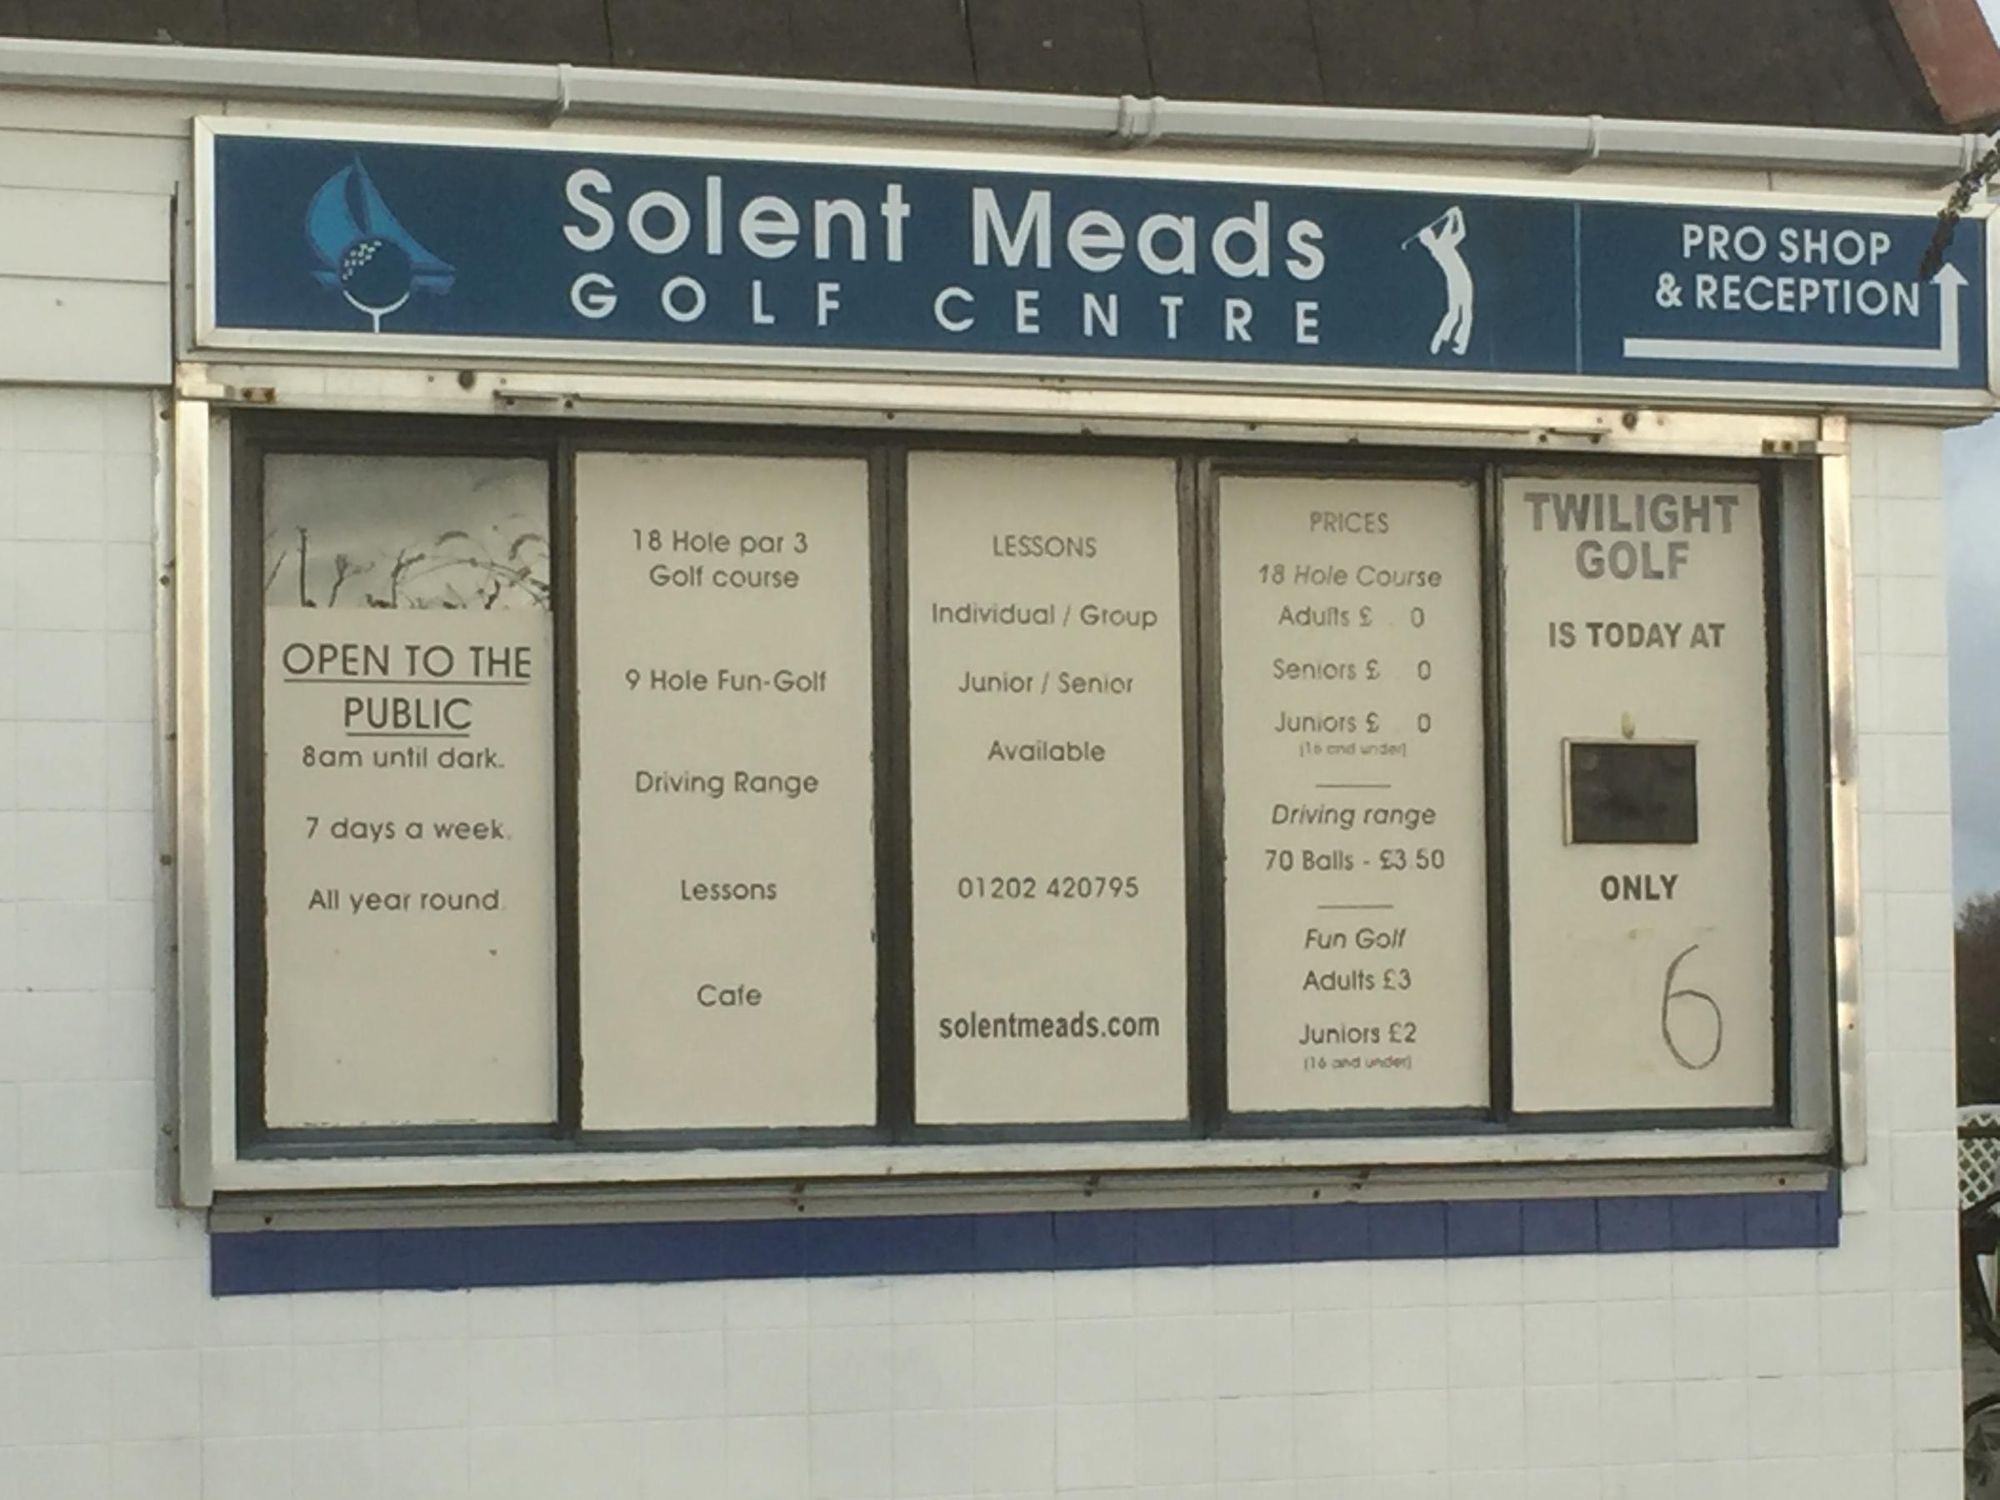 Solent Meads
GOLF CENTRE
PRO SHOP
& RECEPTION
OPEN TO THE
PUBLIC
8am until dark.
7 days a week.
All year round.
18 Hole par 3
Golf course
9 Hole Fun-Golf
Driving Range
Lessons
Cafe
LESSONS
Individual / Group
Junior / Senior
Available
01202 420795
solentmeads.com
PRICES
18 Hole Course
Adults £ . 0
Seniors £ 0
Juniors £ 0
(16 and under)
Driving range
70 Balls - £3.50
Fun Golf
Adults £3
Juniors £2
(16 and under)
TWILIGHT
GOLF
IS TODAY AT
ONLY
6